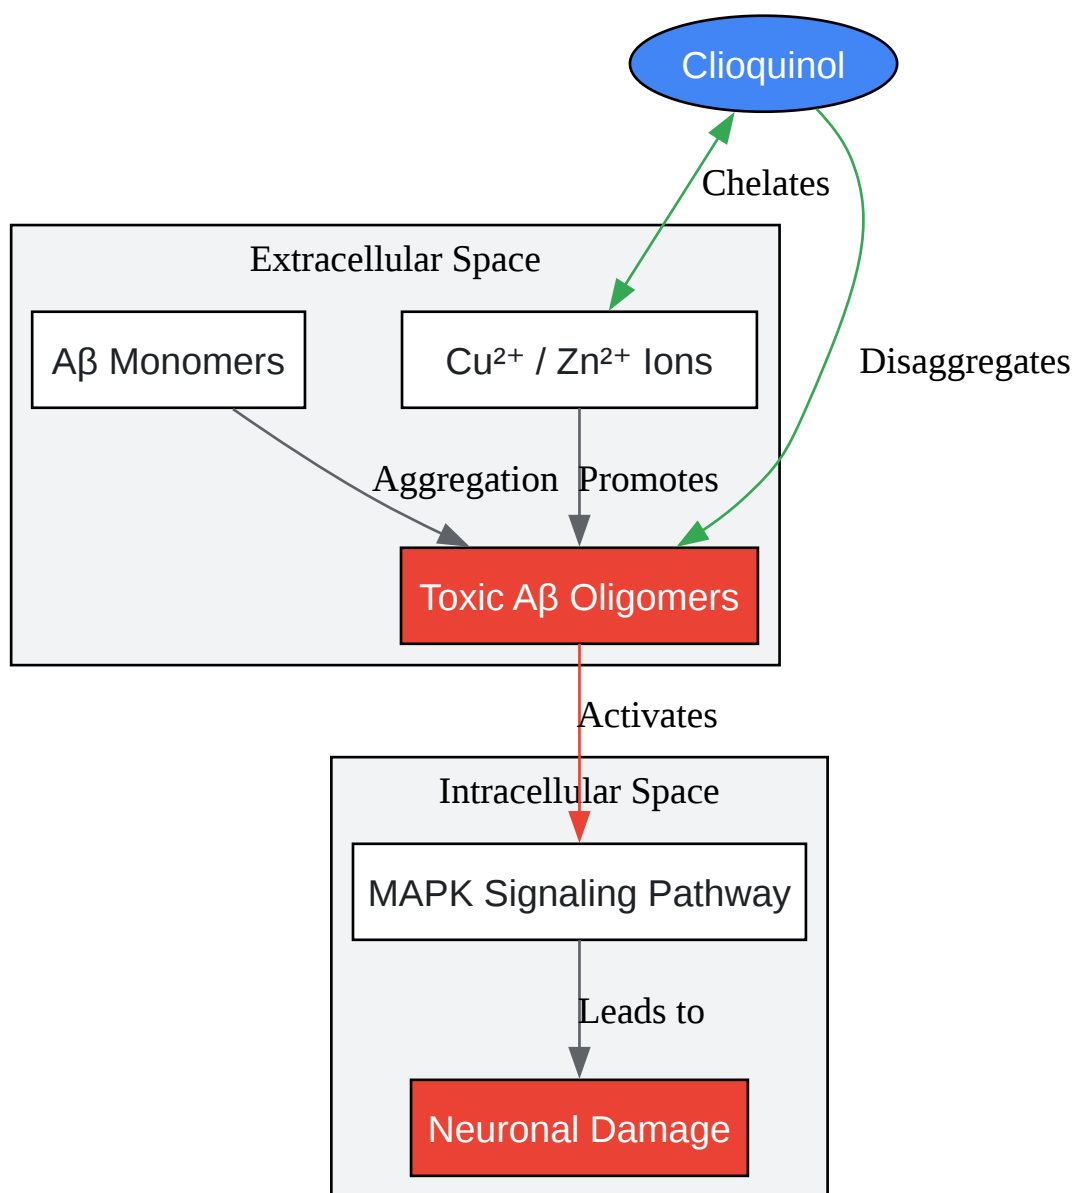 Clioquinol
Chelates
Extracellular Space
Aβ Monomers
Cu²⁺ / Zn²⁺ Ions
Disaggregates
Aggregation
Promotes
Toxic Aβ Oligomers
Activates
Intracellular Space
MAPK Signaling Pathway
Leads to
Neuronal Damage